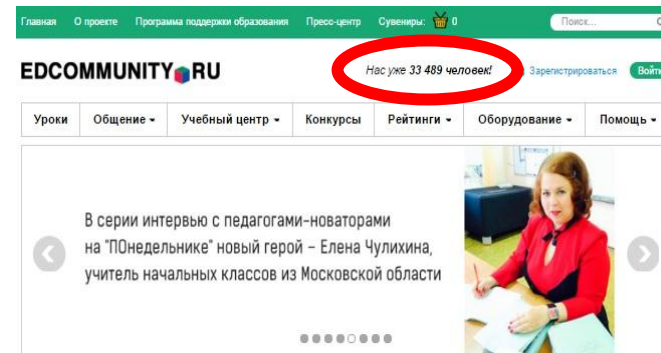 Главная О проекте Программа поддержки образования Пресс-центр Сувениры: 0 Поиск...
EDCOMMUNITY RU
Нас уже 33 489 человек! Зарегистрироваться Войти
Уроки Общение Учебный центр Конкурсы Рейтинги Оборудование Помощь
В серии интервью с педагогами-новаторами
на "ПОнедельнике" новый герой – Елена Чулихина,
учитель начальных классов из Московской области